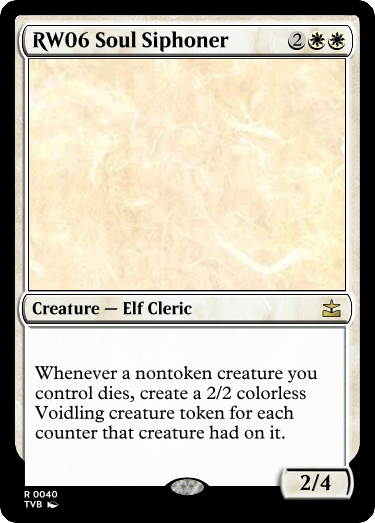 RW06 Soul Siphoner 2
Creature — Elf Cleric
Whenever a nontoken creature you
control dies, create a 2/2 colorless
Voidling creature token for each
counter that creature had on it.
2/4
R 0040
TVB